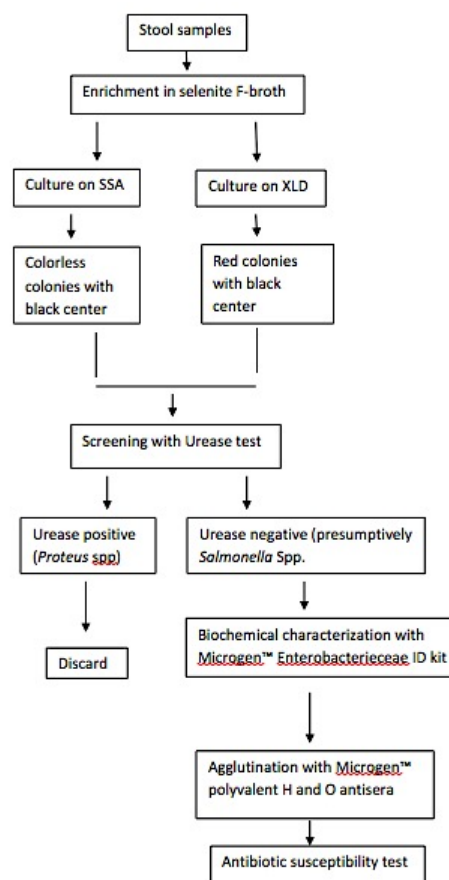 Stool samples
Enrichment in selenite F-broth
Culture on SSA
Culture on XLD
Colorless
colonies with
black center
Red colonies
with black
center
Screening with Urease test
Urease positive
(Proteus spp)
Urease negative (presumptively
Salmonella Spp.
Discard
Biochemical characterization with
Microgen™ Enterobacterieceae ID kit
Agglutination with Microgen™
polyvalent H and O antisera
Antibiotic susceptibility test